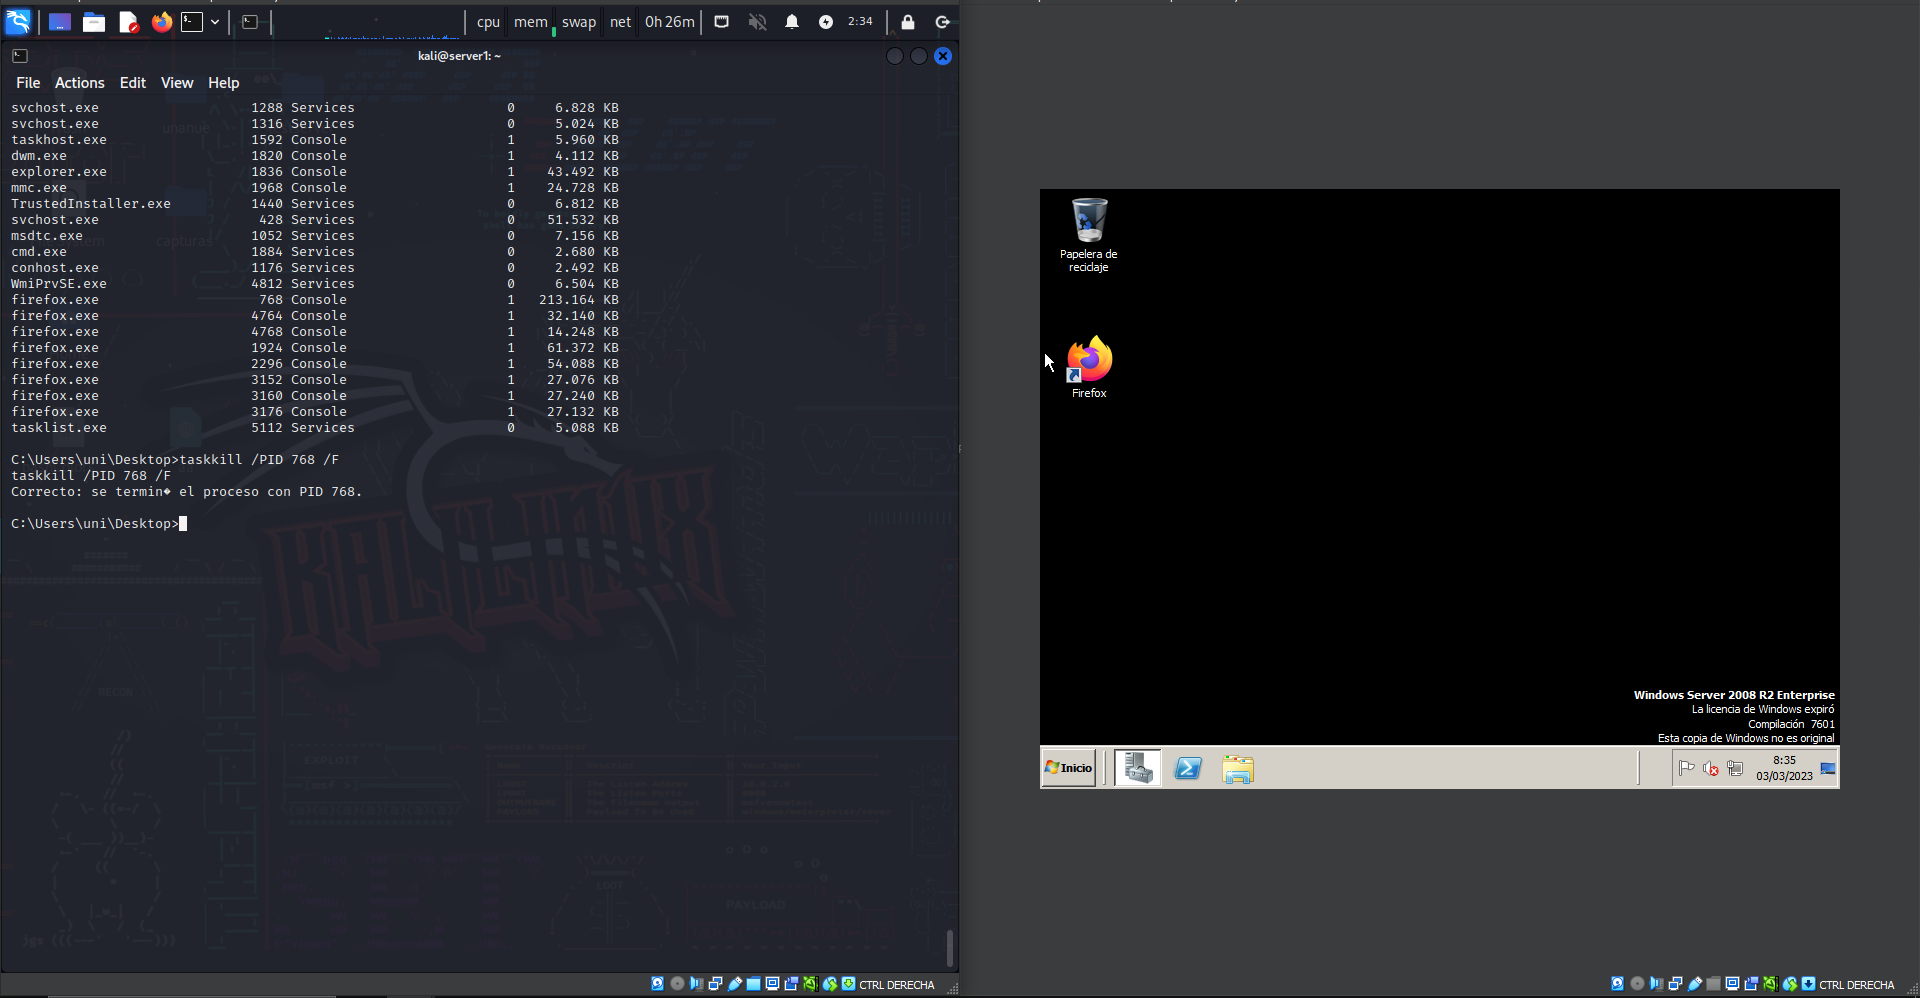 cpu mem swap net 0h 26m 2:34
kali@server1: ~
File Actions Edit View Help
svchost.exe 1288 Services 0 6.828 KB
svchost.exe 1316 Services 0 5.024 KB
taskhost.exe 1592 Console 1 5.960 KB
dwm.exe 1820 Console 1 4.112 KB
explorer.exe 1836 Console 1 43.492 KB
mmc.exe 1968 Console 1 24.728 KB
TrustedInstaller.exe 1440 Services 0 6.812 KB
svchost.exe 428 Services 0 51.532 KB
msdtc.exe 1052 Services 0 7.156 KB
cmd.exe 1884 Services 0 2.680 KB
conhost.exe 1176 Services 0 2.492 KB
WmiPrvSE.exe 4812 Services 0 6.504 KB
firefox.exe 768 Console 1 213.164 KB
firefox.exe 4764 Console 1 32.140 KB
firefox.exe 4768 Console 1 14.248 KB
firefox.exe 1924 Console 1 61.372 KB
firefox.exe 2296 Console 1 54.088 KB
firefox.exe 3152 Console 1 27.076 KB
firefox.exe 3160 Console 1 27.240 KB
firefox.exe 3176 Console 1 27.132 KB
tasklist.exe 5112 Services 0 5.088 KB
C:\Users\uni\Desktop>taskkill /PID 768 /F
taskkill /PID 768 /F
Correcto: se termin� el proceso con PID 768.
C:\Users\uni\Desktop>
unanue
capturas
KALI LINUX
RECON
EXPLOIT
LOOT
PAYLOAD
CTRL DERECHA
Papelera de
reciclaje
Firefox
Windows Server 2008 R2 Enterprise
La licencia de Windows expiró
Compilación 7601
Esta copia de Windows no es original
Inicio
8:35
03/03/2023
CTRL DERECHA